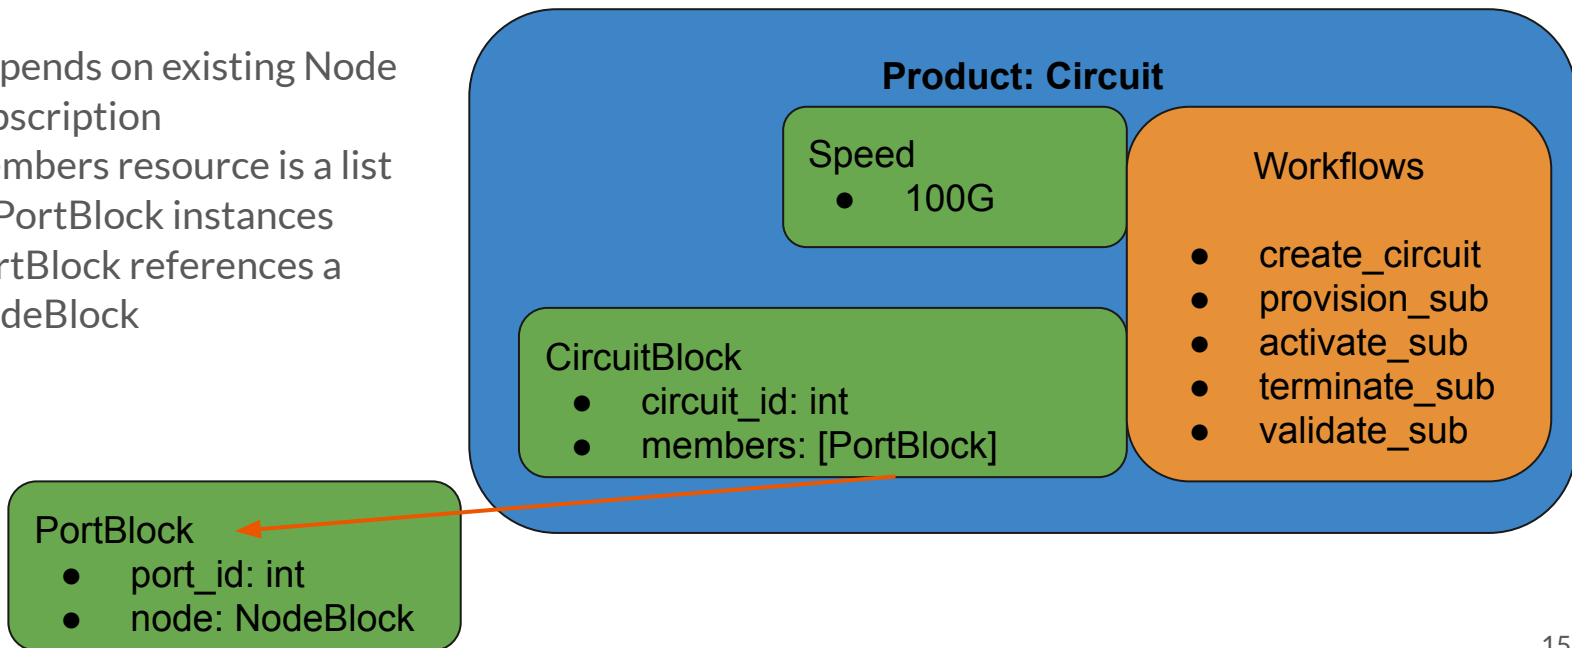 pends on existing Node
bscription
embers resource is a list
PortBlock instances
rtBlock references a
deBlock
Product: Circuit
Speed
● 100G
Workflows
● create_circuit
● provision_sub
● activate_sub
● terminate_sub
● validate_sub
CircuitBlock
● circuit_id: int
● members: [PortBlock]
PortBlock
● port_id: int
● node: NodeBlock
15